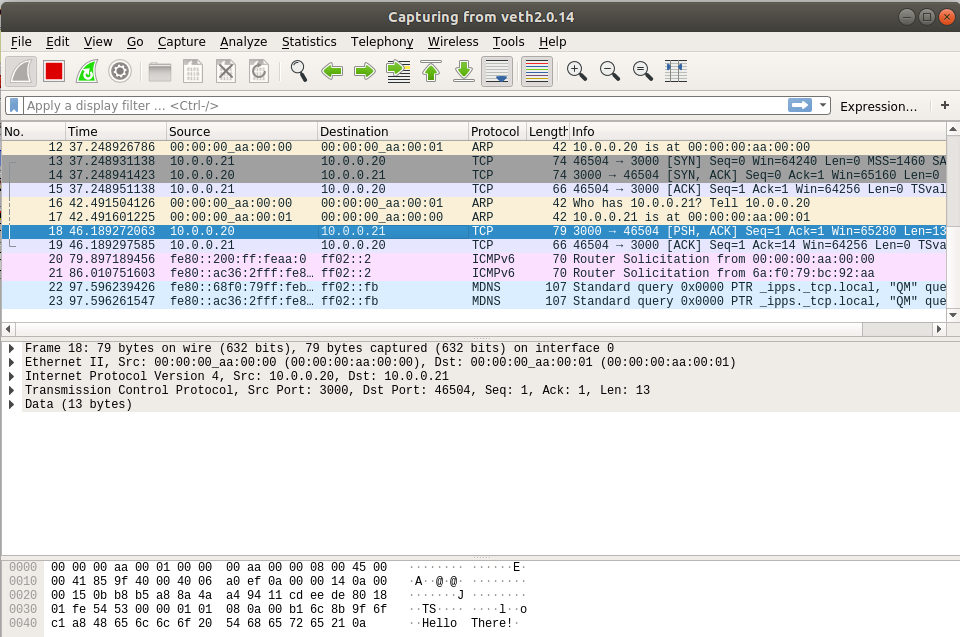 Capturing from veth2.0.14
File Edit View Go Capture Analyze Statistics Telephony Wireless Tools Help
Apply a display filter ... <Ctrl-/> Expression... +
No. Time Source Destination Protocol Length Info
12 37.248926786 00:00:00_aa:00:00 00:00:00_aa:00:01 ARP 42 10.0.0.20 is at 00:00:00:aa:00:00
13 37.248931138 10.0.0.21 10.0.0.20 TCP 74 46504 → 3000 [SYN] Seq=0 Win=64240 Len=0 MSS=1460 SA
14 37.248941423 10.0.0.20 10.0.0.21 TCP 74 3000 → 46504 [SYN, ACK] Seq=0 Ack=1 Win=65160 Len=0
15 37.248951138 10.0.0.21 10.0.0.20 TCP 66 46504 → 3000 [ACK] Seq=1 Ack=1 Win=64256 Len=0 TSval
16 42.491504126 00:00:00_aa:00:00 00:00:00_aa:00:01 ARP 42 Who has 10.0.0.21? Tell 10.0.0.20
17 42.491601225 00:00:00_aa:00:01 00:00:00_aa:00:00 ARP 42 10.0.0.21 is at 00:00:00:aa:00:01
18 46.189272063 10.0.0.20 10.0.0.21 TCP 79 3000 → 46504 [PSH, ACK] Seq=1 Ack=1 Win=65280 Len=13
19 46.189297585 10.0.0.21 10.0.0.20 TCP 66 46504 → 3000 [ACK] Seq=1 Ack=14 Win=64256 Len=0 TSva
20 79.897189456 fe80::200:ff:feaa:0 ff02::2 ICMPv6 70 Router Solicitation from 00:00:00:aa:00:00
21 86.010751603 fe80::ac36:2fff:fe8… ff02::2 ICMPv6 70 Router Solicitation from 6a:f0:79:bc:92:aa
22 97.596239426 fe80::68f0:79ff:feb… ff02::fb MDNS 107 Standard query 0x0000 PTR _ipps._tcp.local, "QM" que
23 97.596261547 fe80::ac36:2fff:fe8… ff02::fb MDNS 107 Standard query 0x0000 PTR _ipps._tcp.local, "QM" que
Frame 18: 79 bytes on wire (632 bits), 79 bytes captured (632 bits) on interface 0
Ethernet II, Src: 00:00:00_aa:00:00 (00:00:00:aa:00:00), Dst: 00:00:00_aa:00:01 (00:00:00:aa:00:01)
Internet Protocol Version 4, Src: 10.0.0.20, Dst: 10.0.0.21
Transmission Control Protocol, Src Port: 3000, Dst Port: 46504, Seq: 1, Ack: 1, Len: 13
Data (13 bytes)
0000 00 00 00 aa 00 01 00 00 00 aa 00 00 08 00 45 00 ········ ······E·
0010 00 41 85 9f 40 00 40 06 a0 ef 0a 00 00 14 0a 00 ·A··@·@· ········
0020 00 15 0b b8 b5 a8 8a 4a a4 94 11 cd ee de 80 18 ·······J ········
0030 01 fe 54 53 00 00 01 01 08 0a 00 b1 6c 8b 9f 6f ··TS···· ····l··o
0040 c1 a8 48 65 6c 6c 6f 20 54 68 65 72 65 21 0a ··Hello There!·